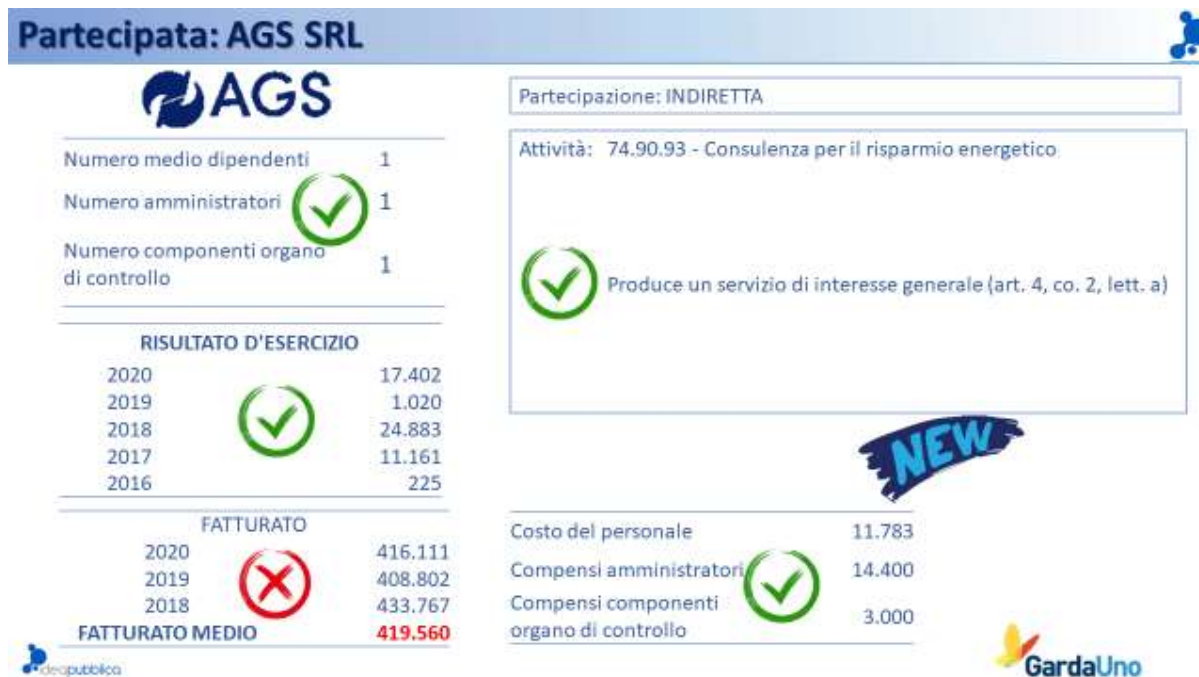 Partecipata: AGS SRL
AGS
Numero medio dipendenti 1
Numero amministratori 1
Numero componenti organo
di controllo 1
RISULTATO D'ESERCIZIO
2020 17.402
2019 1.020
2018 24.883
2017 11.161
2016 225
FATTURATO
2020 416.111
2019 408.802
2018 433.767
FATTURATO MEDIO 419.560
Partecipazione: INDIRETTA
Attività: 74.90.93 - Consulenza per il risparmio energetico
Produce un servizio di interesse generale (art. 4, co. 2, lett. a)
NEW
Costo del personale 11.783
Compensi amministratori 14.400
Compensi componenti
organo di controllo 3.000
ideapubblica
GardaUno